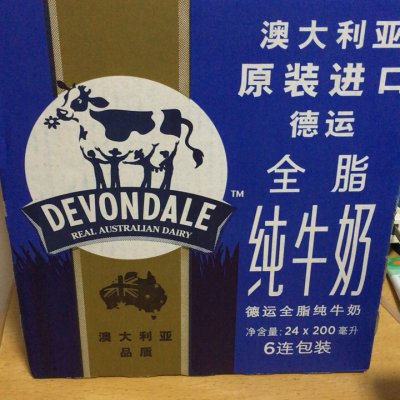 澳大利亚
原装进口
德运
全脂
纯牛奶
DEVONDALE
TM
REAL AUSTRALIAN DAIRY
澳大利亚
品质
德运全脂纯牛奶
净含量: 24 x 200 毫升
6连包装